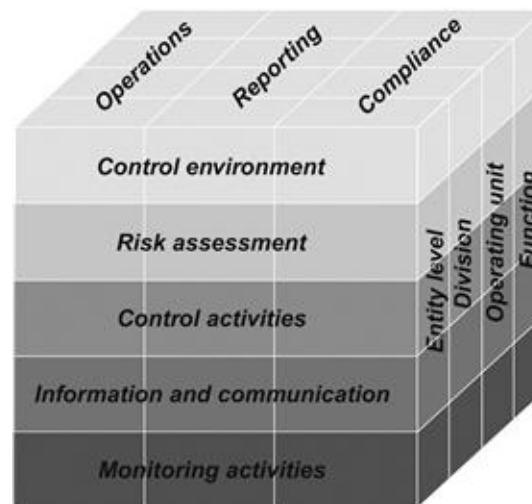 Operations
Reporting
Compliance
Control environment
Risk assessment
Control activities
Information and communication
Monitoring activities
Entity level
Division
Operating unit
Function